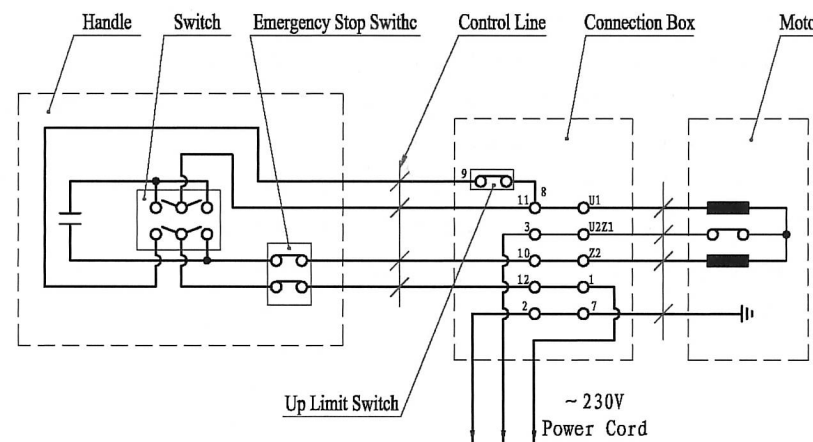 Handle Switch Emergency Stop Swithc Control Line Connection Box Moto
9
8
11 U1
3 U2Z1
10 Z2
12 1
2 7
Up Limit Switch
~230V
Power Cord